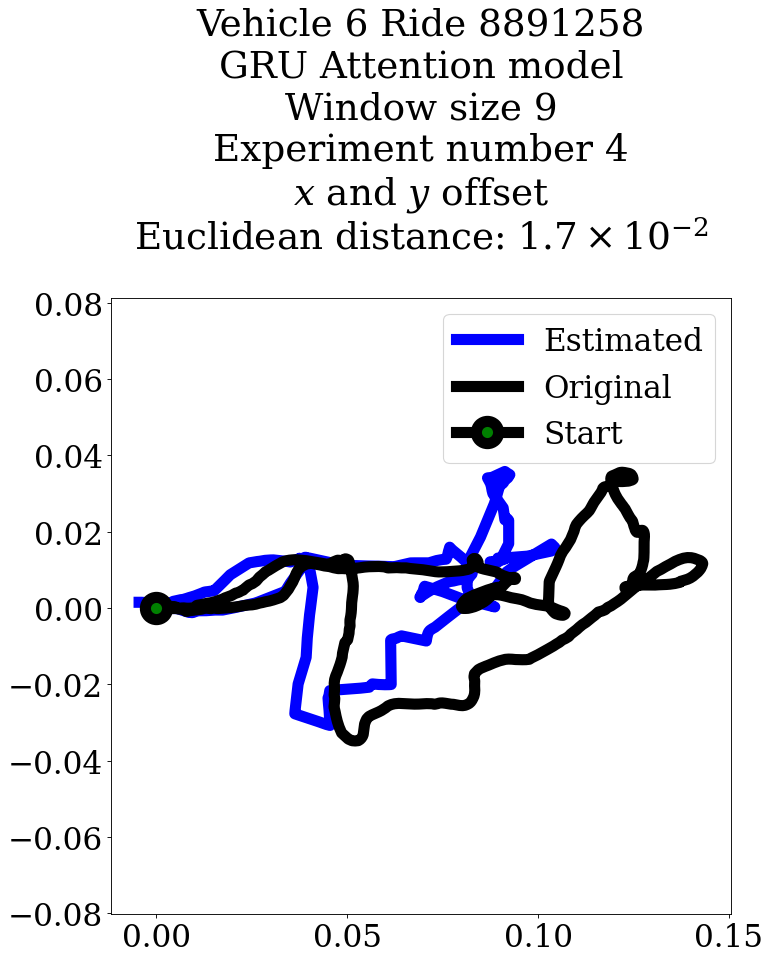 Vehicle 6 Ride 8891258
GRU Attention model
Window size 9
Experiment number 4
x and y offset
Euclidean distance: 1.7 × 10⁻²
Estimated
Original
Start
0.08
0.06
0.04
0.02
0.00
−0.02
−0.04
−0.06
−0.08
0.00 0.05 0.10 0.15